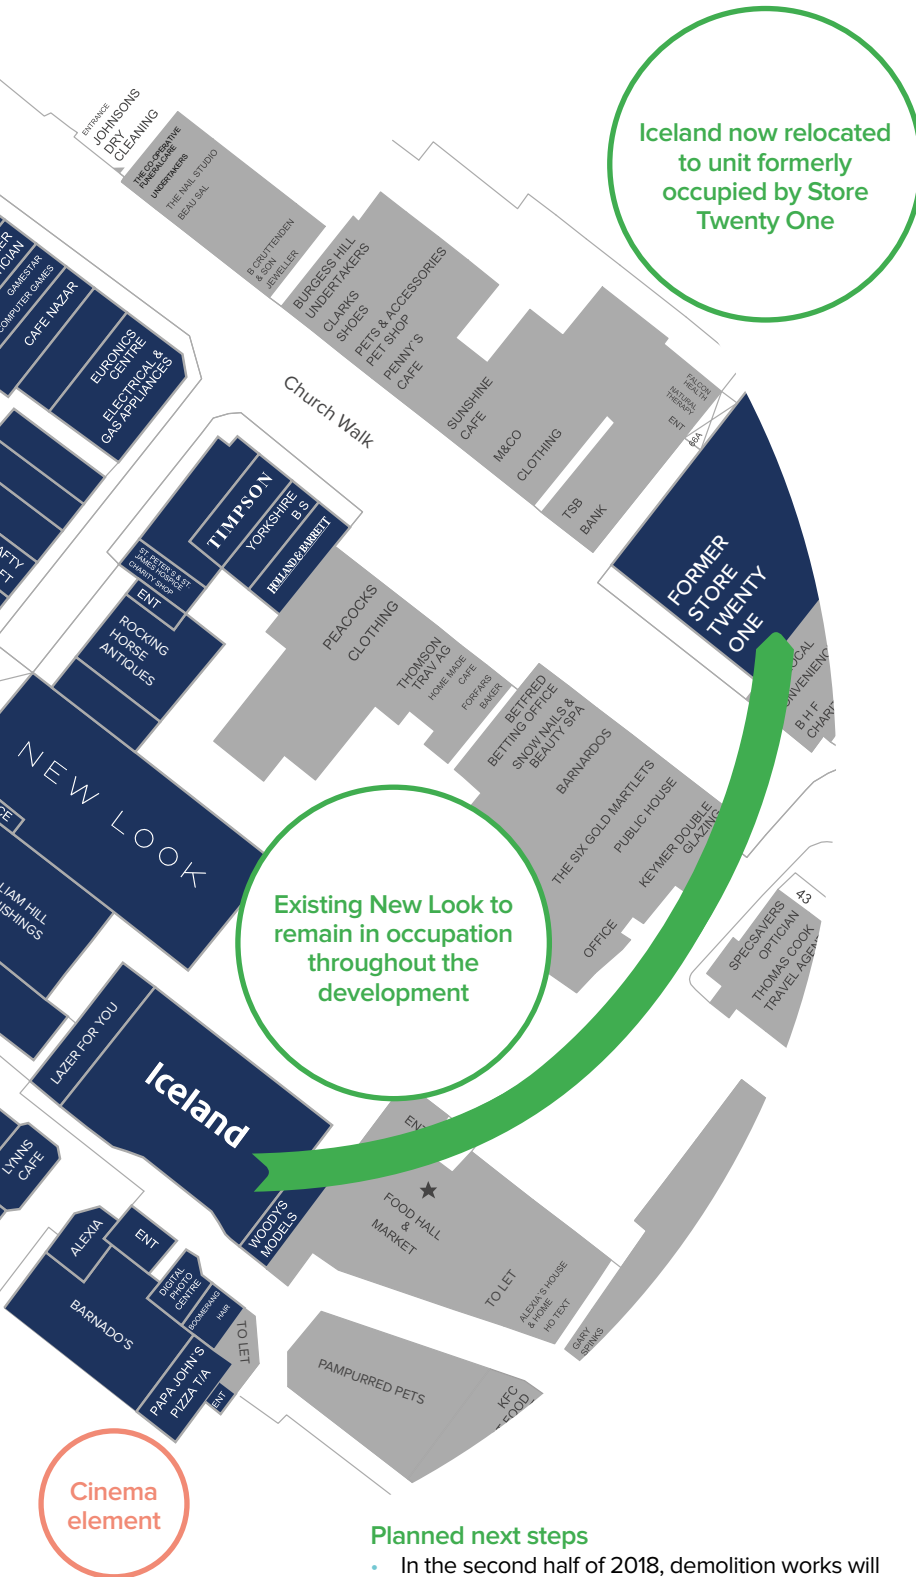 Iceland now relocated
to unit formerly
occupied by Store
Twenty One
ENTRANCE
JOHNSONS
DRY
CLEANING
THE CO-OPERATIVE
FUNERALCARE
UNDERTAKERS
THE NAIL STUDIO
BEAU SAL
B CRUTTENDEN
& SON
JEWELLER
BURGESS HILL
UNDERTAKERS
CLARKS
SHOES
PETS & ACCESSORIES
PET SHOP
PENNY'S
CAFE
SUNSHINE
CAFE
M&CO
CLOTHING
TSB
BANK
FALCON
HEALTH
NATURAL
THERAPY
ENT
66A
GAMESTAR
COMPUTER GAMES
CAFE NAZAR
EURONICS
CENTRE
ELECTRICAL &
GAS APPLIANCES
Church Walk
TIMPSON
YORKSHIRE
B S
HOLLAND & BARRETT
ST. PETER S & ST.
JAMES HOSPICE
CHARITY SHOP
ENT
ROCKING
HORSE
ANTIQUES
PEACOCKS
CLOTHING
THOMSON
TRAV AG
HOME MADE
CAFE
FORFARS
BAKER
FORMER
STORE
TWENTY
ONE
B H F
BETFRED
BETTING OFFICE
SNOW NAILS &
BEAUTY SPA
BARNARDOS
THE SIX GOLD MARTLETS
PUBLIC HOUSE
KEYMER DOUBLE
GLAZING
OFFICE
43
SPECSAVERS
OPTICIAN
THOMAS COOK
TRAVEL AGEN
NEW LOOK
LIAM HILL
Existing New Look to
remain in occupation
throughout the
development
LAZER FOR YOU
Iceland
WOODYS
MODELS
LYNNS
CAFE
ALEXIA
ENT
DIGITAL
PHOTO
CENTRE
BOOMERANG
HAIR
TO LET
BARNADO'S
PAPA JOHN'S
PIZZA T/A
ENT
FOOD HALL
&
MARKET
TO LET
ALEXIA'S HOUSE
& HOME
HO TEXT
GARY
SPINKS
PAMPURRED PETS
KFC
FOOD
Cinema
element
Planned next steps
• In the second half of 2018, demolition works will